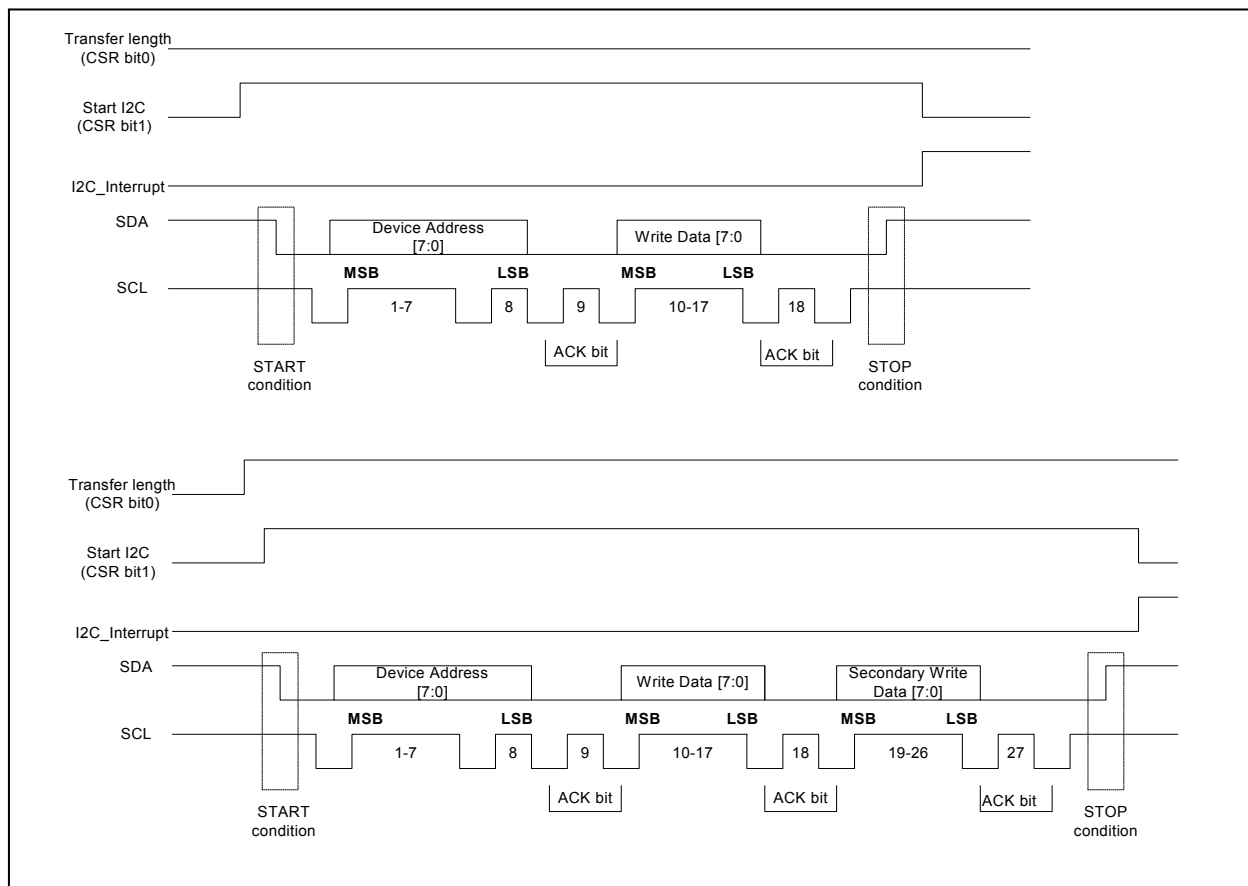 Transfer length
(CSR bit0)
Start I2C
(CSR bit1)
I2C_Interrupt
SDA
Device Address
[7:0]
Write Data [7:0
MSB
LSB
MSB
LSB
SCL
1-7
8
9
10-17
18
ACK bit
ACK bit
START
condition
STOP
condition
Transfer length
(CSR bit0)
Start I2C
(CSR bit1)
I2C_Interrupt
SDA
Device Address
[7:0]
Write Data [7:0]
Secondary Write
Data [7:0]
MSB
LSB
MSB
LSB
MSB
LSB
SCL
1-7
8
9
10-17
18
19-26
27
ACK bit
ACK bit
ACK bit
START
condition
STOP
condition